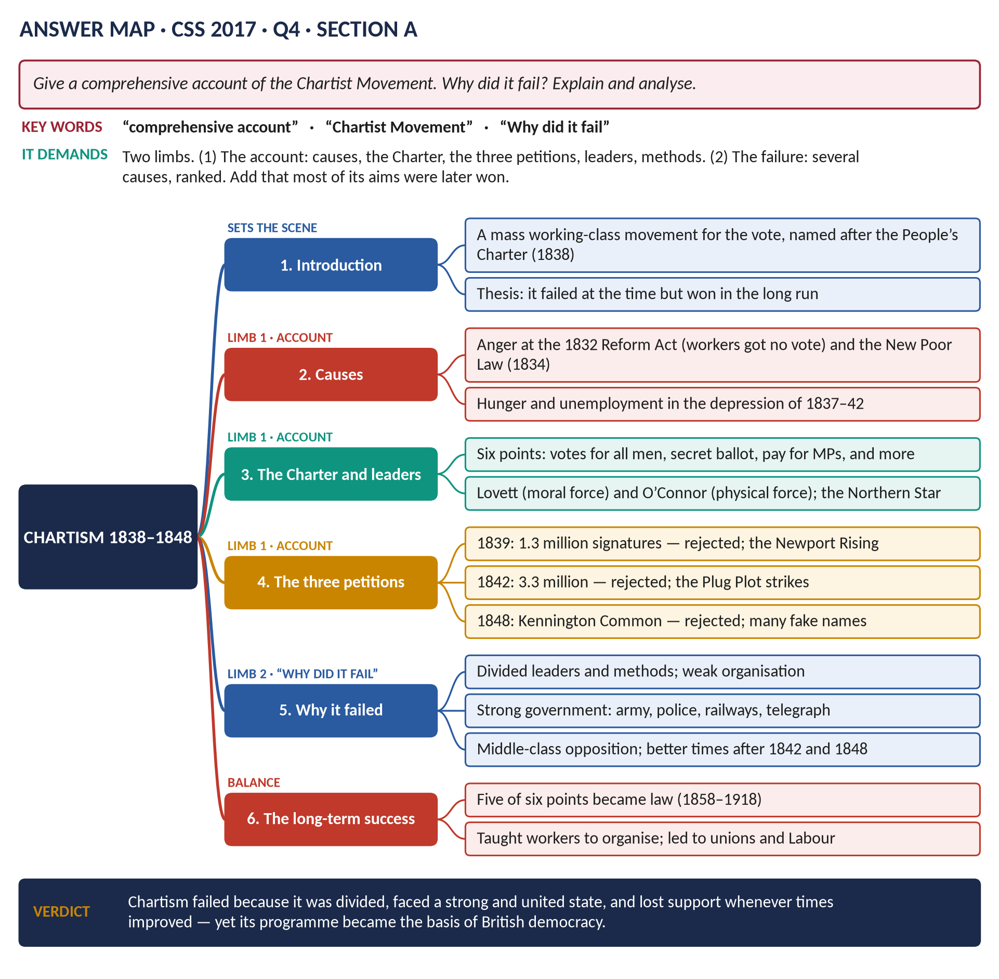 ANSWER MAP · CSS 2017 · Q4 · SECTION A
Give a comprehensive account of the Chartist Movement. Why did it fail? Explain and analyse.
KEY WORDS “comprehensive account” · “Chartist Movement” · “Why did it fail”
IT DEMANDS Two limbs. (1) The account: causes, the Charter, the three petitions, leaders, methods. (2) The failure: several
causes, ranked. Add that most of its aims were later won.
CHARTISM 1838–1848
SETS THE SCENE
1. Introduction
A mass working-class movement for the vote, named after the People’s
Charter (1838)
Thesis: it failed at the time but won in the long run
LIMB 1 · ACCOUNT
2. Causes
Anger at the 1832 Reform Act (workers got no vote) and the New Poor
Law (1834)
Hunger and unemployment in the depression of 1837–42
LIMB 1 · ACCOUNT
3. The Charter and leaders
Six points: votes for all men, secret ballot, pay for MPs, and more
Lovett (moral force) and O’Connor (physical force); the Northern Star
LIMB 1 · ACCOUNT
4. The three petitions
1839: 1.3 million signatures — rejected; the Newport Rising
1842: 3.3 million — rejected; the Plug Plot strikes
1848: Kennington Common — rejected; many fake names
LIMB 2 · “WHY DID IT FAIL”
5. Why it failed
Divided leaders and methods; weak organisation
Strong government: army, police, railways, telegraph
Middle-class opposition; better times after 1842 and 1848
BALANCE
6. The long-term success
Five of six points became law (1858–1918)
Taught workers to organise; led to unions and Labour
VERDICT
Chartism failed because it was divided, faced a strong and united state, and lost support whenever times
improved — yet its programme became the basis of British democracy.